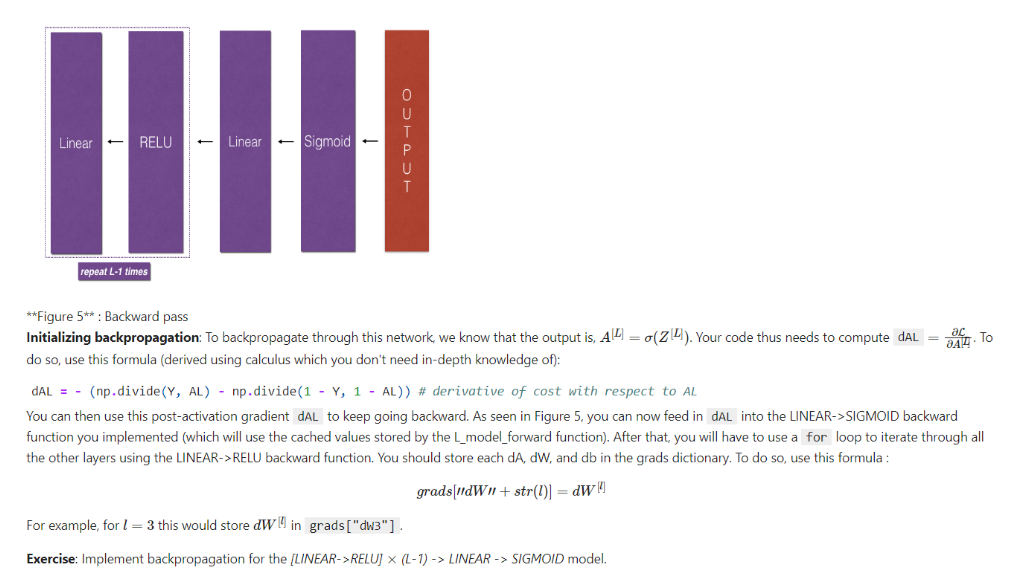 Linear ← RELU ← Linear ← Sigmoid ← OUTPUT
repeat L-1 times
**Figure 5** : Backward pass
Initializing backpropagation: To backpropagate through this network, we know that the output is, A^[L] = σ(Z^[L]). Your code thus needs to compute dAL = ∂ℒ/∂A^[L]. To
do so, use this formula (derived using calculus which you don't need in-depth knowledge of):
dAL = - (np.divide(Y, AL) - np.divide(1 - Y, 1 - AL)) # derivative of cost with respect to AL
You can then use this post-activation gradient dAL to keep going backward. As seen in Figure 5, you can now feed in dAL into the LINEAR->SIGMOID backward
function you implemented (which will use the cached values stored by the L_model_forward function). After that, you will have to use a for loop to iterate through all
the other layers using the LINEAR->RELU backward function. You should store each dA, dW, and db in the grads dictionary. To do so, use this formula :
grads["dW" + str(l)] = dW^[l]
For example, for l = 3 this would store dW^[l] in grads["dW3"] .
Exercise: Implement backpropagation for the [LINEAR->RELU] × (L-1) -> LINEAR -> SIGMOID model.